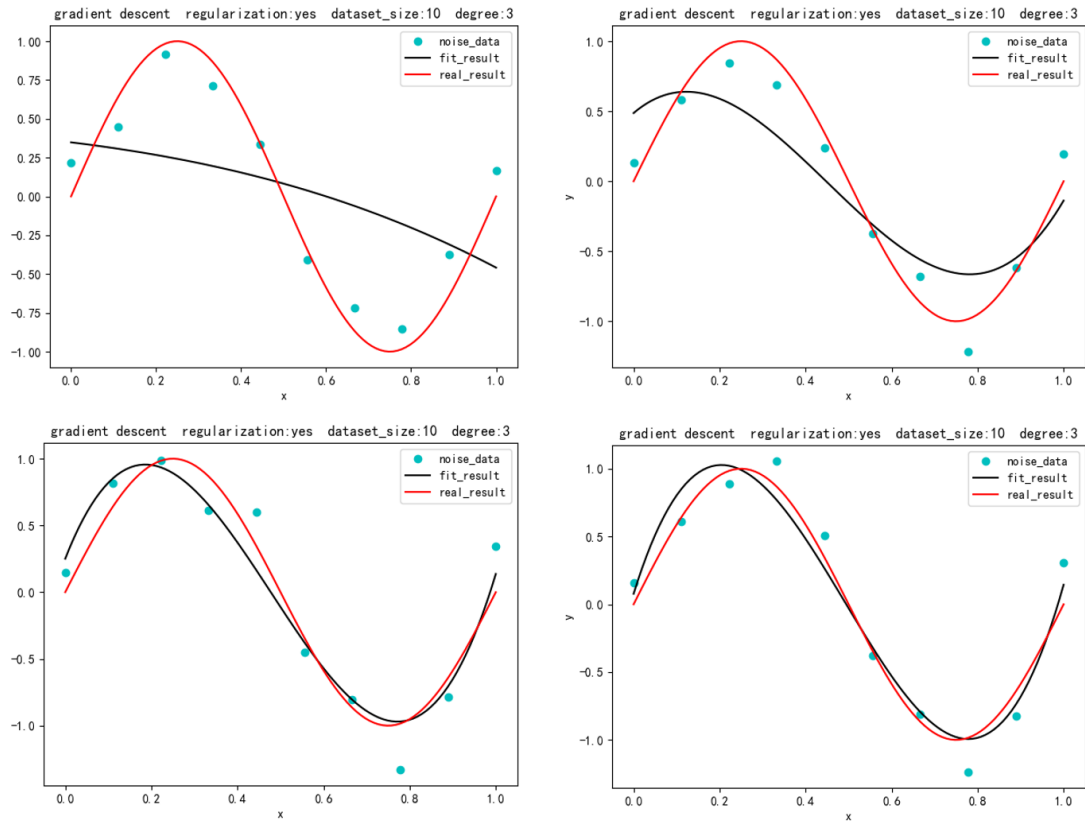 gradient descent regularization:yes dataset_size:10 degree:3
1.00
0.75
0.50
0.25
0.00
−0.25
−0.50
−0.75
−1.00
noise_data
fit_result
real_result
0.0 0.2 0.4 0.6 0.8 1.0
x
gradient descent regularization:yes dataset_size:10 degree:3
1.0
0.5
0.0
−0.5
−1.0
y
noise_data
fit_result
real_result
0.0 0.2 0.4 0.6 0.8 1.0
x
gradient descent regularization:yes dataset_size:10 degree:3
1.0
0.5
0.0
−0.5
−1.0
noise_data
fit_result
real_result
0.0 0.2 0.4 0.6 0.8 1.0
x
gradient descent regularization:yes dataset_size:10 degree:3
1.0
0.5
0.0
−0.5
−1.0
y
noise_data
fit_result
real_result
0.0 0.2 0.4 0.6 0.8 1.0
x